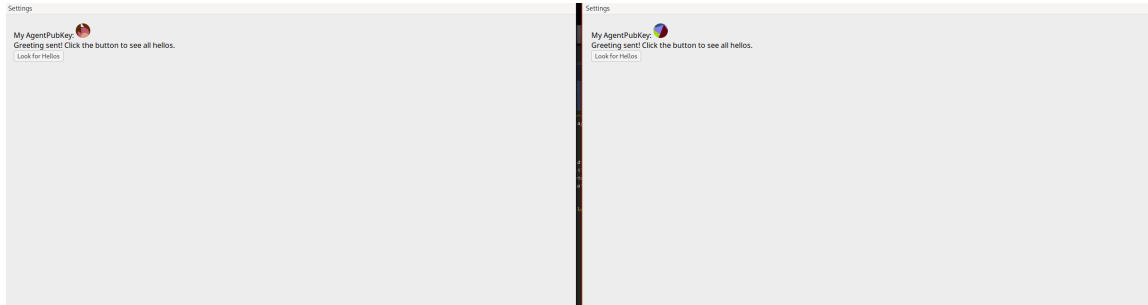 Settings
My AgentPubKey:
Greeting sent! Click the button to see all hellos.
Look for Hellos
Settings
My AgentPubKey:
Greeting sent! Click the button to see all hellos.
Look for Hellos